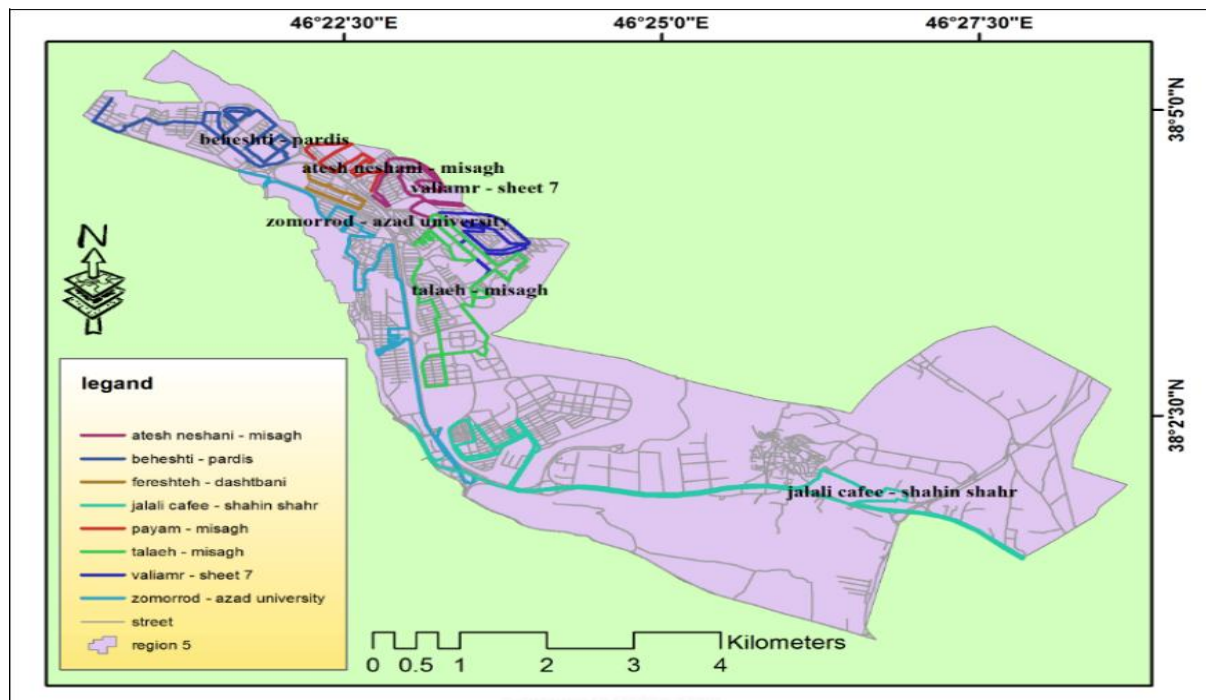 46°22'30"E 46°25'0"E 46°27'30"E
38°5'0"N
38°2'30"N
beheshti - pardis
atesh neshani - misagh
valiamr - sheet 7
zomorrod - azad university
talaeh - misagh
jalali cafee - shahin shahr
N
legand
atesh neshani - misagh
beheshti - pardis
fereshteh - dashtbani
jalali cafee - shahin shahr
payam - misagh
talaeh - misagh
valiamr - sheet 7
zomorrod - azad university
street
region 5
Kilometers
0 0.5 1 2 3 4